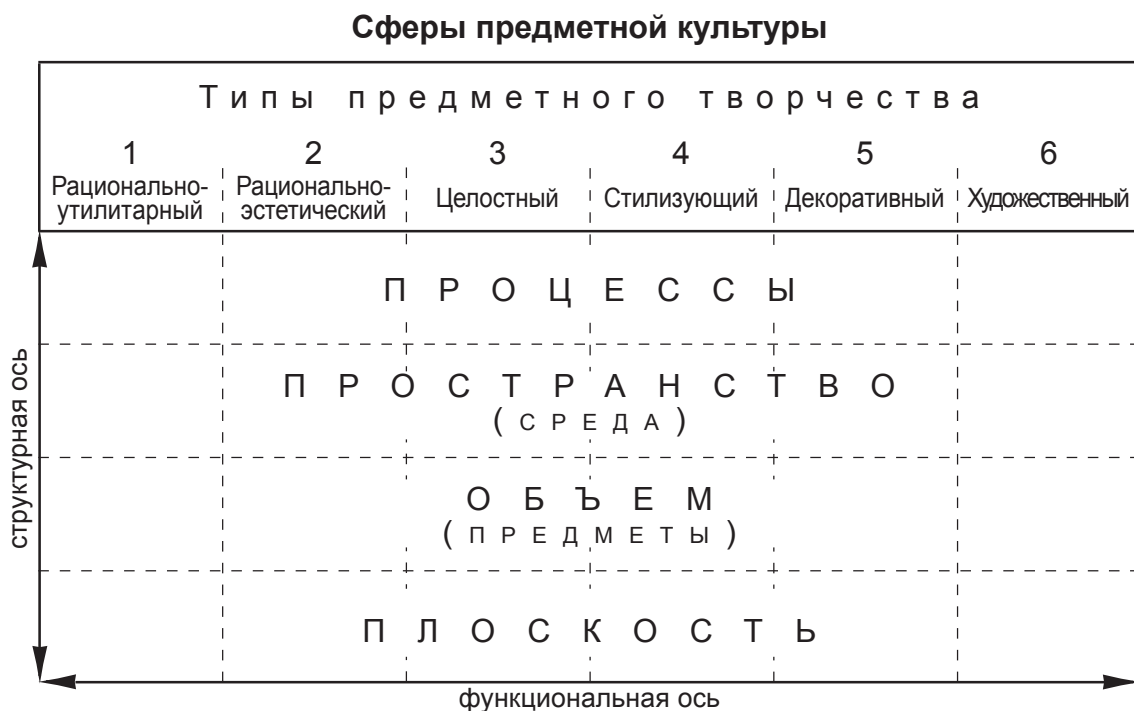 Сферы предметной культуры
Типы предметного творчества
1 2 3 4 5 6
Рационально-утилитарный Рационально-эстетический Целостный Стилизующий Декоративный Художественный
ПРОЦЕССЫ
ПРОСТРАНСТВО
(СРЕДА)
ОБЪЕМ
(ПРЕДМЕТЫ)
ПЛОСКОСТЬ
структурная ось
функциональная ось